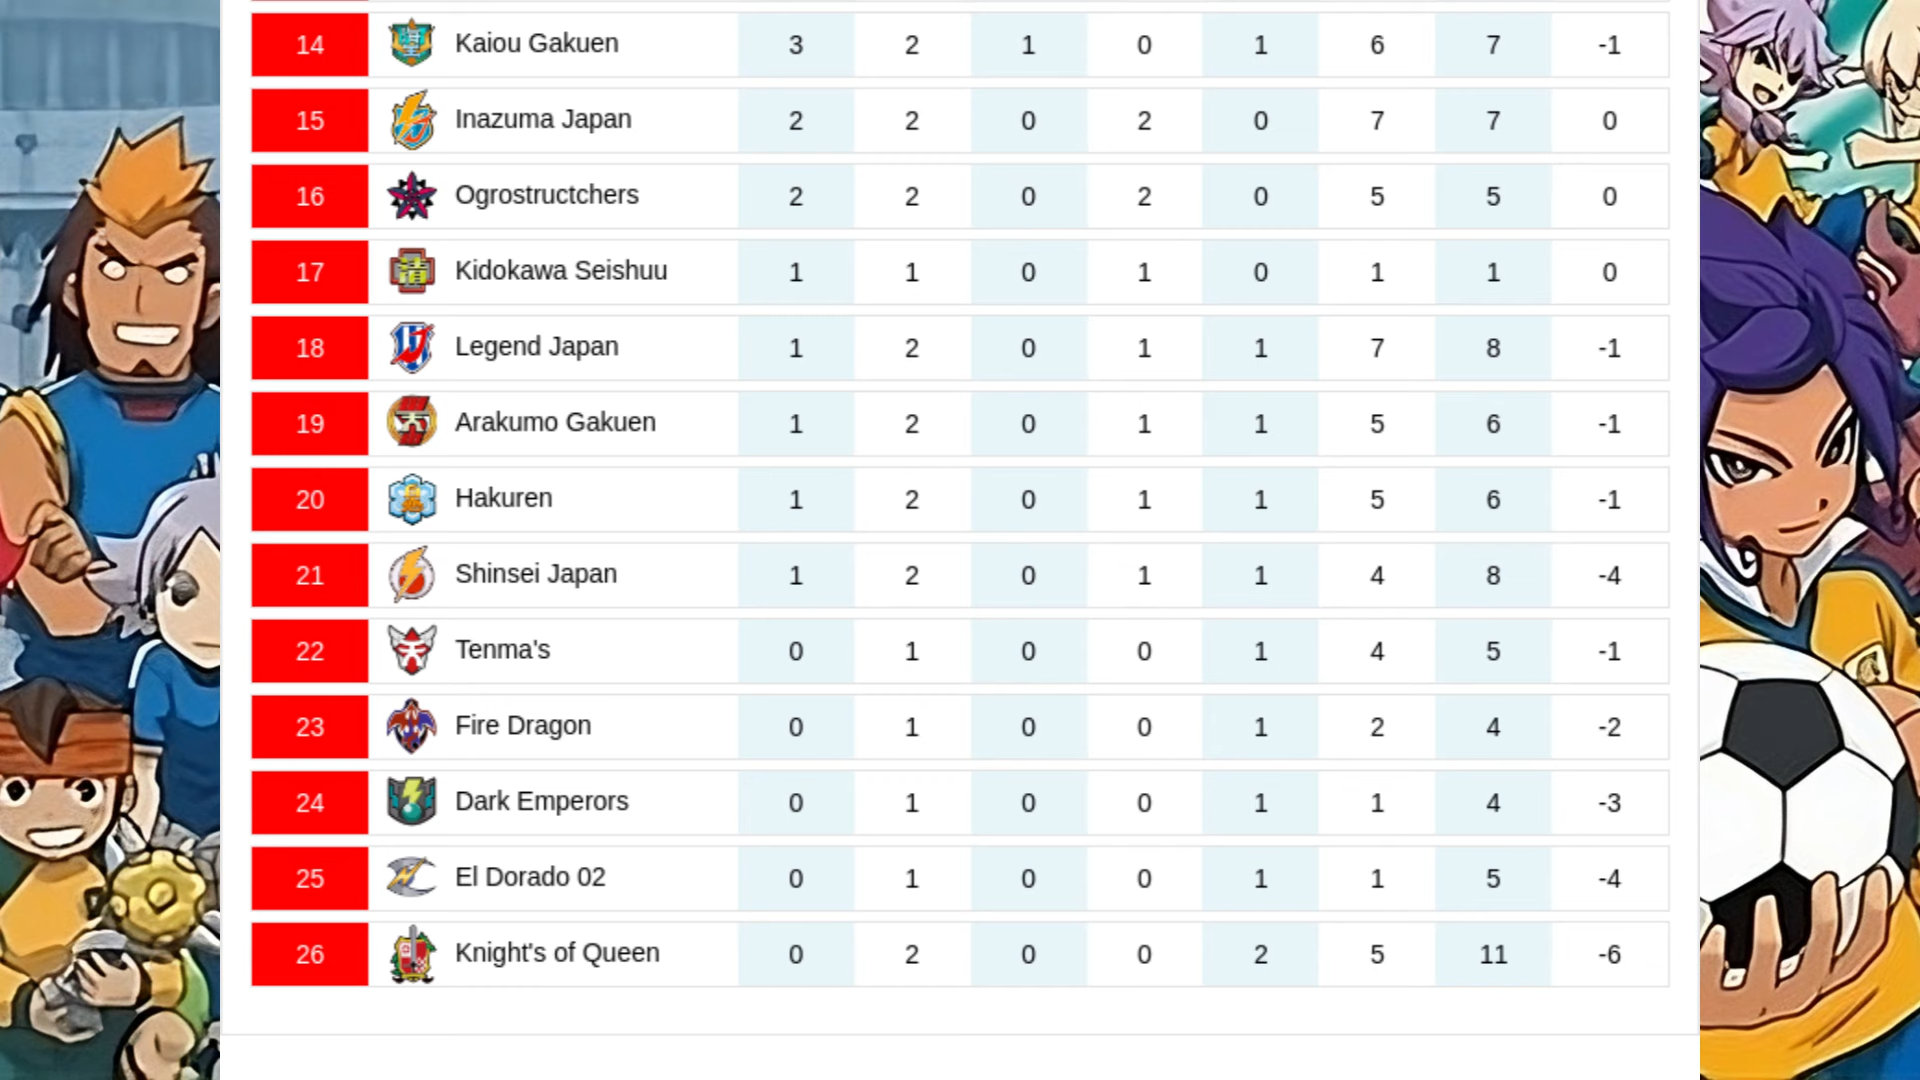 14 Kaiou Gakuen 3 2 1 0 1 6 7 -1
15 Inazuma Japan 2 2 0 2 0 7 7 0
16 Ogrostructchers 2 2 0 2 0 5 5 0
17 Kidokawa Seishuu 1 1 0 1 0 1 1 0
18 Legend Japan 1 2 0 1 1 7 8 -1
19 Arakumo Gakuen 1 2 0 1 1 5 6 -1
20 Hakuren 1 2 0 1 1 5 6 -1
21 Shinsei Japan 1 2 0 1 1 4 8 -4
22 Tenma's 0 1 0 0 1 4 5 -1
23 Fire Dragon 0 1 0 0 1 2 4 -2
24 Dark Emperors 0 1 0 0 1 1 4 -3
25 El Dorado 02 0 1 0 0 1 1 5 -4
26 Knight's of Queen 0 2 0 0 2 5 11 -6